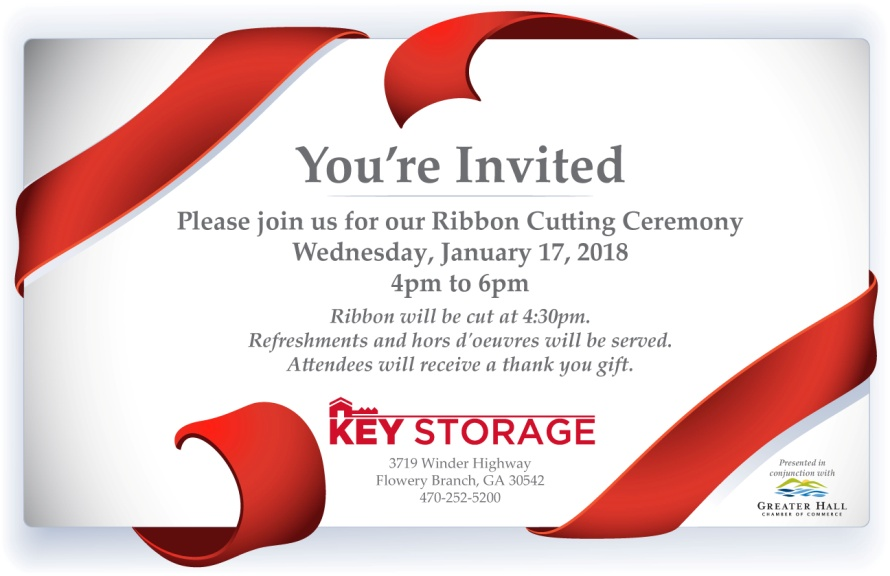 You're Invited
Please join us for our Ribbon Cutting Ceremony
Wednesday, January 17, 2018
4pm to 6pm
Ribbon will be cut at 4:30pm.
Refreshments and hors d'oeuvres will be served.
Attendees will receive a thank you gift.
KEY STORAGE
3719 Winder Highway
Flowery Branch, GA 30542
470-252-5200
Presented in
conjunction with
GREATER HALL
CHAMBER OF COMMERCE